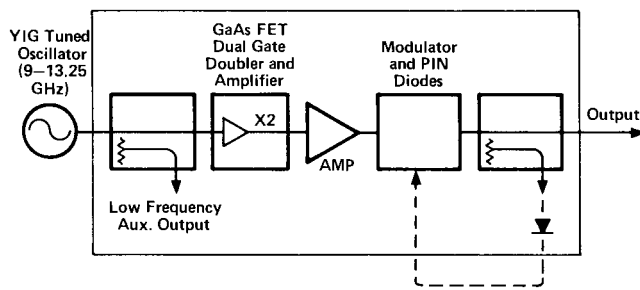 YIG Tuned
Oscillator
(9–13.25
GHz)
GaAs FET
Dual Gate
Doubler and
Amplifier
Modulator
and PIN
Diodes
X2
AMP
Output
Low Frequency
Aux. Output